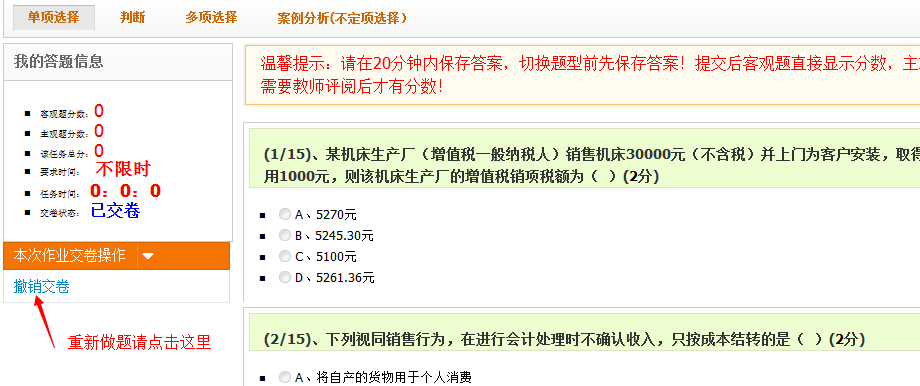 单项选择 判断 多项选择 案例分析(不定项选择）
我的答题信息
客观题分数：0
主观题分数：0
该任务总分：0
要求时间： 不限时
任务时间： 0：0：0
交卷状态： 已交卷
本次作业交卷操作
撤销交卷
重新做题请点击这里
温馨提示：请在20分钟内保存答案，切换题型前先保存答案！提交后客观题直接显示分数，主
需要教师评阅后才有分数！
(1/15)、某机床生产厂（增值税一般纳税人）销售机床30000元（不含税）并上门为客户安装，取得
用1000元，则该机床生产厂的增值税销项税额为（ ）(2分)
A、5270元
B、5245.30元
C、5100元
D、5261.36元
(2/15)、下列视同销售行为，在进行会计处理时不确认收入，只按成本结转的是（ ）(2分)
A、将自产的货物用于个人消费